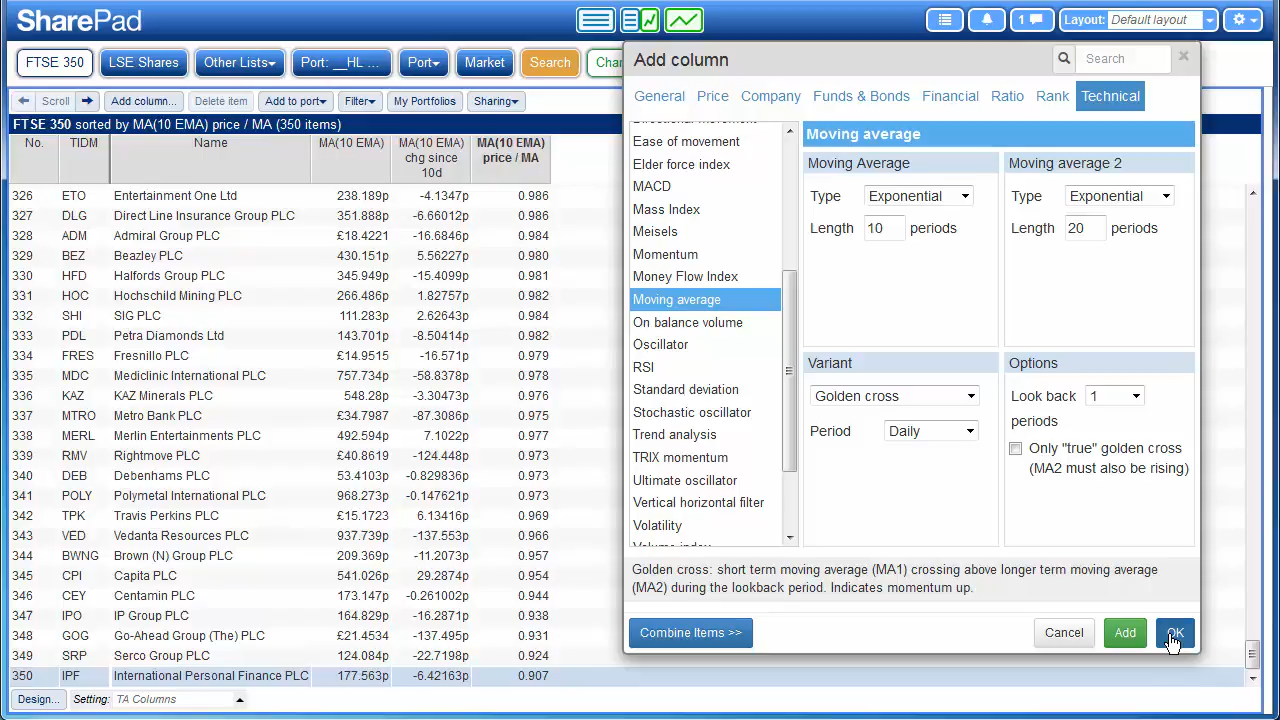 SharePad
1
Layout: Default layout
FTSE 350
LSE Shares
Other Lists
Port: __HL ...
Port
Market
Search
Scroll
Add column...
Delete item
Add to port
Filter
My Portfolios
Sharing
FTSE 350 sorted by MA(10 EMA) price / MA (350 items)
No. TIDM Name MA(10 EMA) MA(10 EMA) chg since 10d MA(10 EMA) price / MA
326 ETO Entertainment One Ltd 238.189p -4.1347p 0.986
327 DLG Direct Line Insurance Group PLC 351.888p -6.66012p 0.986
328 ADM Admiral Group PLC £18.4221 -16.6846p 0.984
329 BEZ Beazley PLC 430.151p 5.56227p 0.980
330 HFD Halfords Group PLC 345.949p -15.4099p 0.981
331 HOC Hochschild Mining PLC 266.486p 1.82757p 0.982
332 SHI SIG PLC 111.283p 2.62643p 0.984
333 PDL Petra Diamonds Ltd 143.701p -8.50414p 0.982
334 FRES Fresnillo PLC £14.9515 -16.571p 0.979
335 MDC Mediclinic International PLC 757.734p -58.8378p 0.978
336 KAZ KAZ Minerals PLC 548.28p -3.30476p 0.976
337 MTRO Metro Bank PLC £34.7987 -87.3086p 0.975
338 MERL Merlin Entertainments PLC 492.594p 7.1022p 0.977
339 RMV Rightmove PLC £40.8619 -124.448p 0.973
340 DEB Debenhams PLC 53.4103p -0.829836p 0.973
341 POLY Polymetal International PLC 968.273p -0.147621p 0.973
342 TPK Travis Perkins PLC £15.1723 6.13416p 0.969
343 VED Vedanta Resources PLC 937.739p -137.553p 0.966
344 BWNG Brown (N) Group PLC 209.369p -11.2073p 0.957
345 CPI Capita PLC 541.026p 29.2874p 0.954
346 CEY Centamin PLC 173.147p -0.261002p 0.944
347 IPO IP Group PLC 164.829p -16.2871p 0.938
348 GOG Go-Ahead Group (The) PLC £21.4534 -137.495p 0.931
349 SRP Serco Group PLC 124.084p -22.7198p 0.924
350 IPF International Personal Finance PLC 177.563p -6.42163p 0.907
Design...
Setting: TA Columns
Add column
Search
General Price Company Funds & Bonds Financial Ratio Rank Technical
Ease of movement
Elder force index
MACD
Mass Index
Meisels
Momentum
Money Flow Index
Moving average
On balance volume
Oscillator
RSI
Standard deviation
Stochastic oscillator
Trend analysis
TRIX momentum
Ultimate oscillator
Vertical horizontal filter
Volatility
Moving average
Moving Average
Type Exponential
Length 10 periods
Moving average 2
Type Exponential
Length 20 periods
Variant
Golden cross
Period Daily
Options
Look back 1
periods
Only "true" golden cross
(MA2 must also be rising)
Golden cross: short term moving average (MA1) crossing above longer term moving average
(MA2) during the lookback period. Indicates momentum up.
Combine Items >>
Cancel
Add
OK